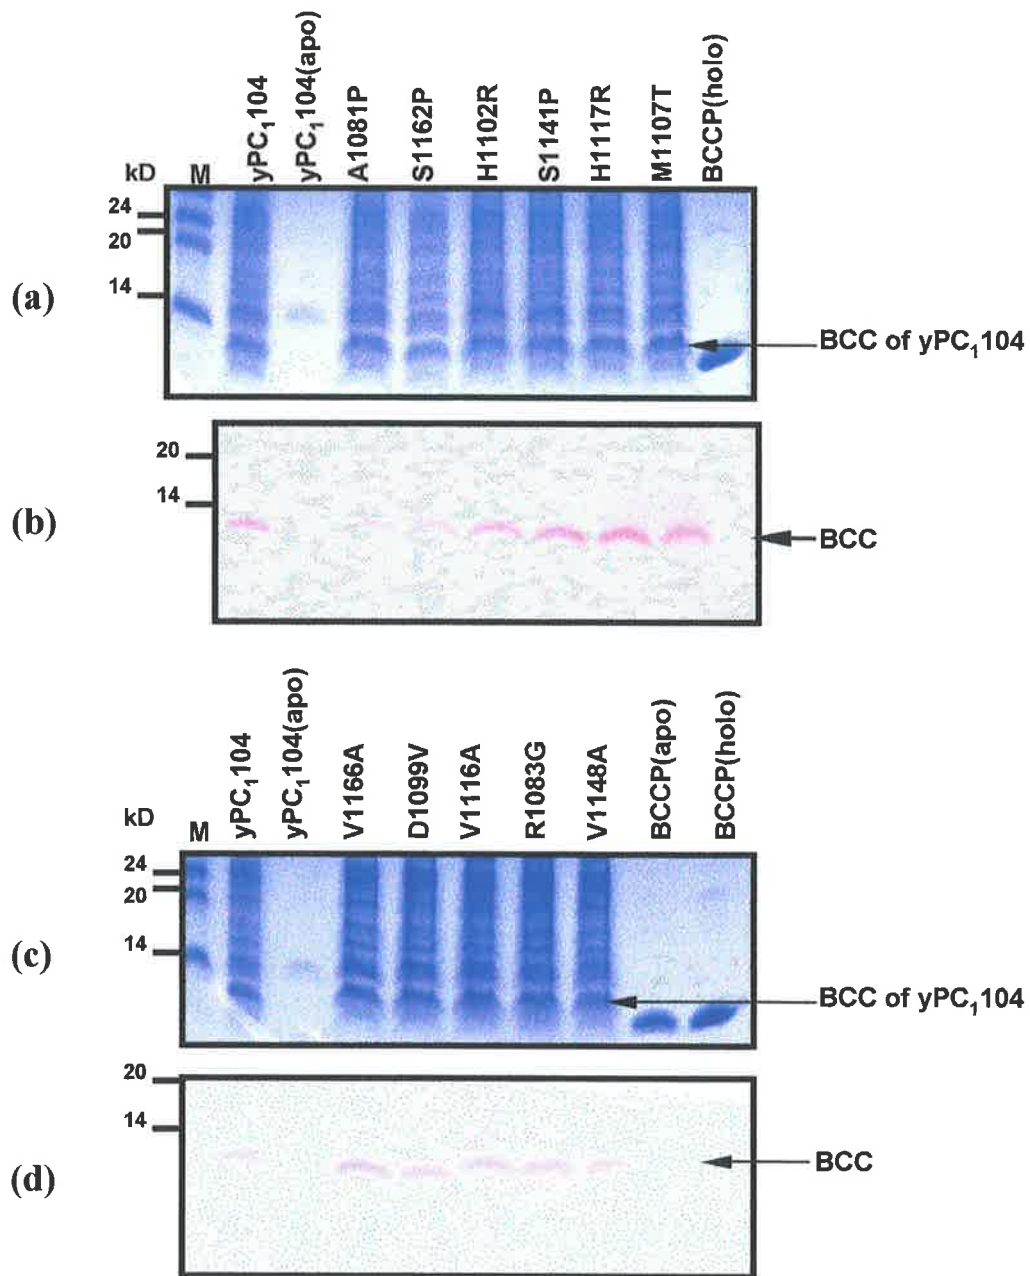 kD
M
yPC₁104
yPC₁104(apo)
A1081P
S1162P
H1102R
S1141P
H1117R
M1107T
BCCP(holo)
24
20
14
(a)
BCC of yPC₁104
20
14
(b)
BCC
kD
M
yPC₁104
yPC₁104(apo)
V1166A
D1099V
V1116A
R1083G
V1148A
BCCP(apo)
BCCP(holo)
24
20
14
(c)
BCC of yPC₁104
20
14
(d)
BCC